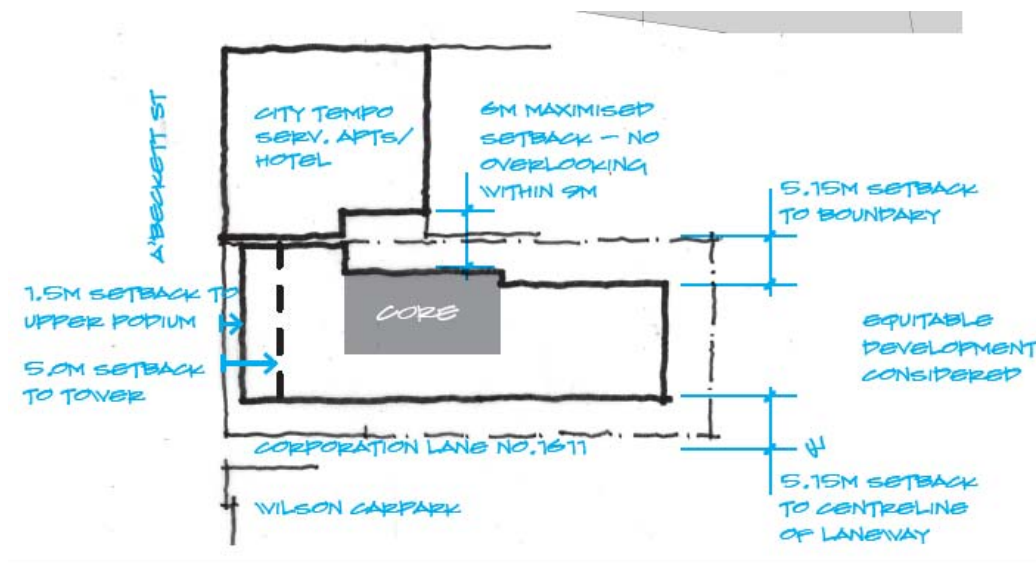 A'BECKETT ST
CITY TEMPO
SERV. APTS/
HOTEL
6M MAXIMISED
SETBACK - NO
OVERLOOKING
WITHIN 9M
5.15M SETBACK
TO BOUNDARY
1.5M SETBACK TO
UPPER PODIUM
CORE
5.0M SETBACK
TO TOWER
EQUITABLE
DEVELOPMENT
CONSIDERED
CORPORATION LANE NO.1611
WILSON CARPARK
5.15M SETBACK
TO CENTRELINE
OF LANEWAY